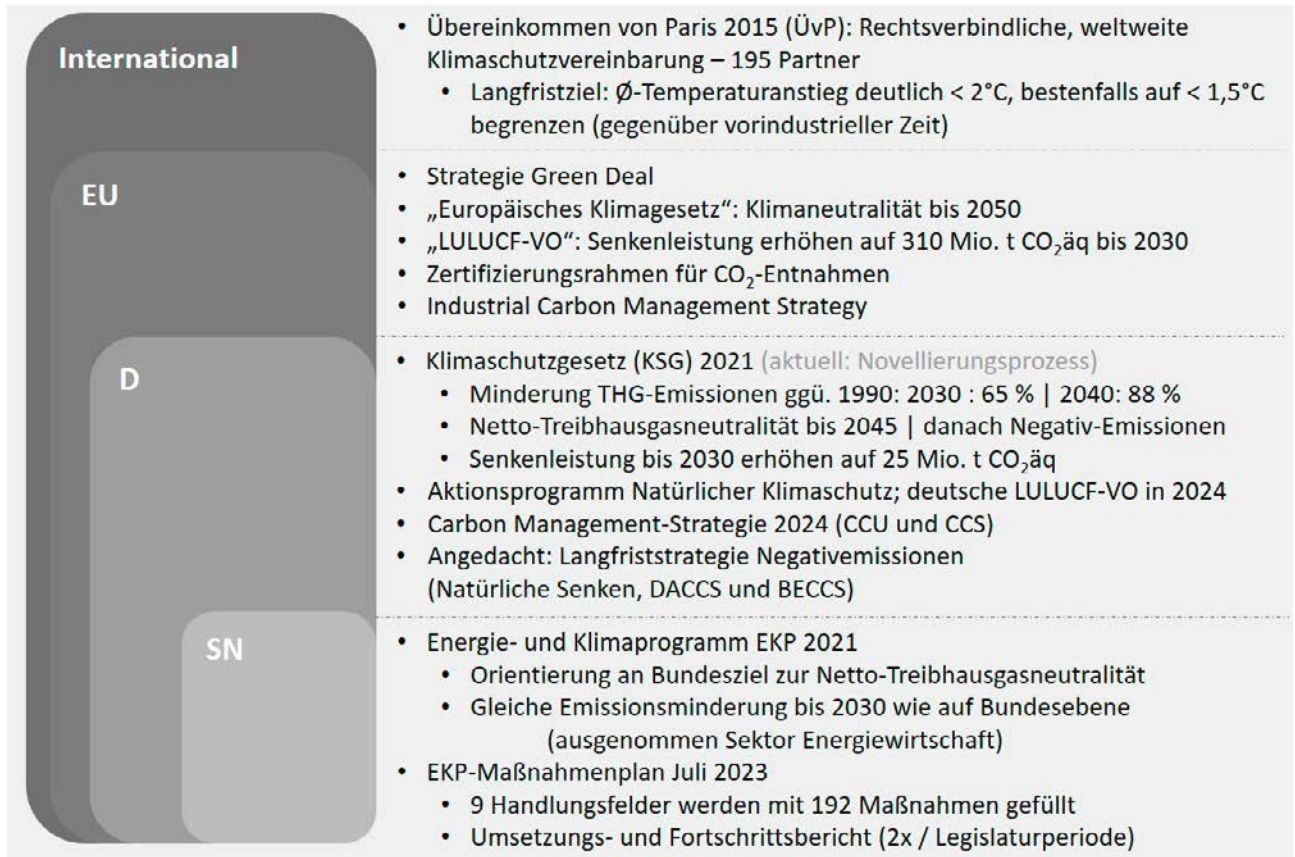 International
• Übereinkommen von Paris 2015 (ÜvP): Rechtsverbindliche, weltweite
Klimaschutzvereinbarung – 195 Partner
• Langfristziel: Ø-Temperaturanstieg deutlich < 2°C, bestenfalls auf < 1,5°C
begrenzen (gegenüber vorindustrieller Zeit)
EU
• Strategie Green Deal
• „Europäisches Klimagesetz“: Klimaneutralität bis 2050
• „LULUCF-VO“: Senkenleistung erhöhen auf 310 Mio. t CO₂äq bis 2030
• Zertifizierungsrahmen für CO₂-Entnahmen
• Industrial Carbon Management Strategy
D
• Klimaschutzgesetz (KSG) 2021 (aktuell: Novellierungsprozess)
• Minderung THG-Emissionen ggü. 1990: 2030 : 65 % | 2040: 88 %
• Netto-Treibhausgasneutralität bis 2045 | danach Negativ-Emissionen
• Senkenleistung bis 2030 erhöhen auf 25 Mio. t CO₂äq
• Aktionsprogramm Natürlicher Klimaschutz; deutsche LULUCF-VO in 2024
• Carbon Management-Strategie 2024 (CCU und CCS)
• Angedacht: Langfriststrategie Negativemissionen
(Natürliche Senken, DACCS und BECCS)
SN
• Energie- und Klimaprogramm EKP 2021
• Orientierung an Bundesziel zur Netto-Treibhausgasneutralität
• Gleiche Emissionsminderung bis 2030 wie auf Bundesebene
(ausgenommen Sektor Energiewirtschaft)
• EKP-Maßnahmenplan Juli 2023
• 9 Handlungsfelder werden mit 192 Maßnahmen gefüllt
• Umsetzungs- und Fortschrittsbericht (2x / Legislaturperiode)